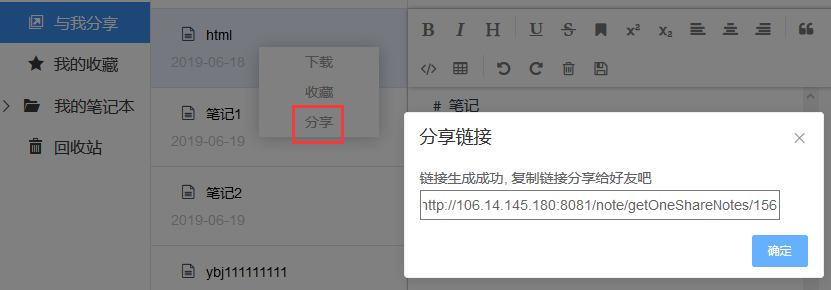 与我分享
我的收藏
我的笔记本
回收站
html
2019-06-18
笔记1
2019-06-19
笔记2
2019-06-19
ybj111111111
下载
收藏
分享
B I H U S x² x₂
# 笔记
分享链接
链接生成成功, 复制链接分享给好友吧
http://106.14.145.180:8081/note/getOneShareNotes/156
确定